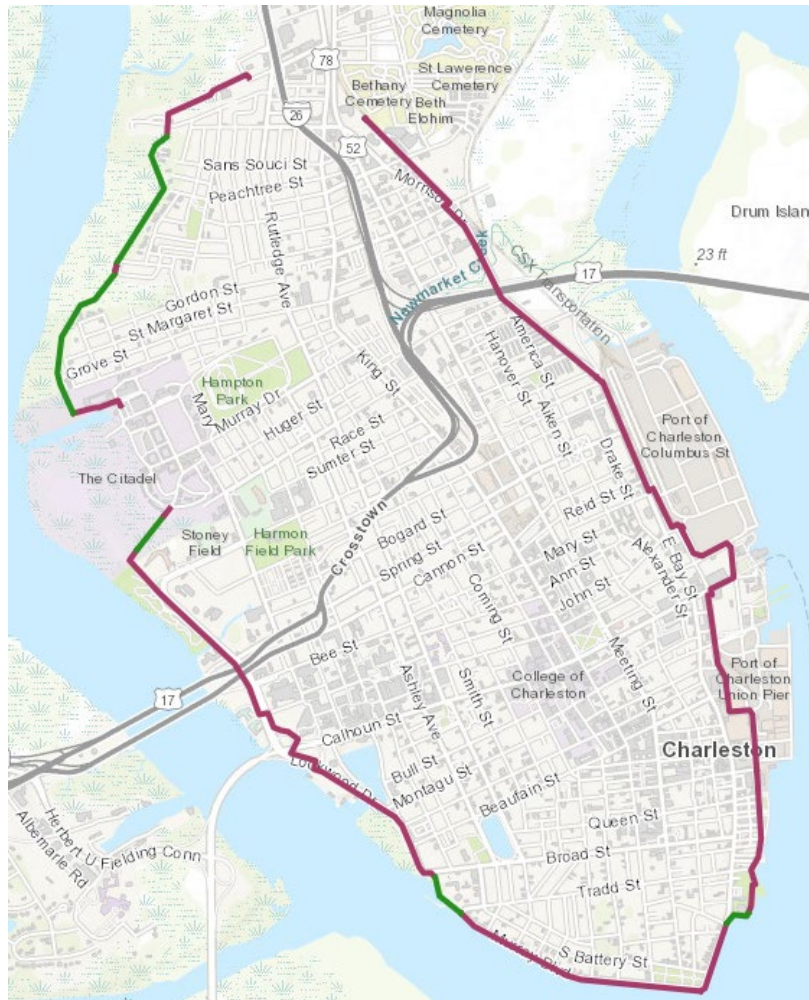 Magnolia
Cemetery
78
St Lawerence
Cemetery
Bethany
Cemetery
Beth
Elohim
26
52
Sans Souci St
Peachtree St
Morrison Dr
Rutledge Ave
Drum Islan
23 ft
Newmarket Creek
CSX Transportation
17
Gordon St
St Margaret St
Grove St
Hampton
Park
Mary
Murray Dr
Huger St
King St
America St
Hanover St
Aiken St
Race St
Sumter St
Port of
Charleston
Columbus St
Drake St
The Citadel
Stoney
Field
Harmon
Field Park
Crosstown
Bogard St
Spring St
Cannon St
Reid St
Mary St
Ann St
John St
E Bay St
Alexander St
Coming St
Bee St
Meeting St
College of
Charleston
Port of
Charleston
Union Pier
17
Ashley Ave
Smith St
Calhoun St
Charleston
Lockwood Dr
Bull St
Montagu St
Beaufain St
Queen St
Herbert U Fielding Conn
Albemarle Rd
Broad St
Tradd St
Murray Blvd
S Battery St